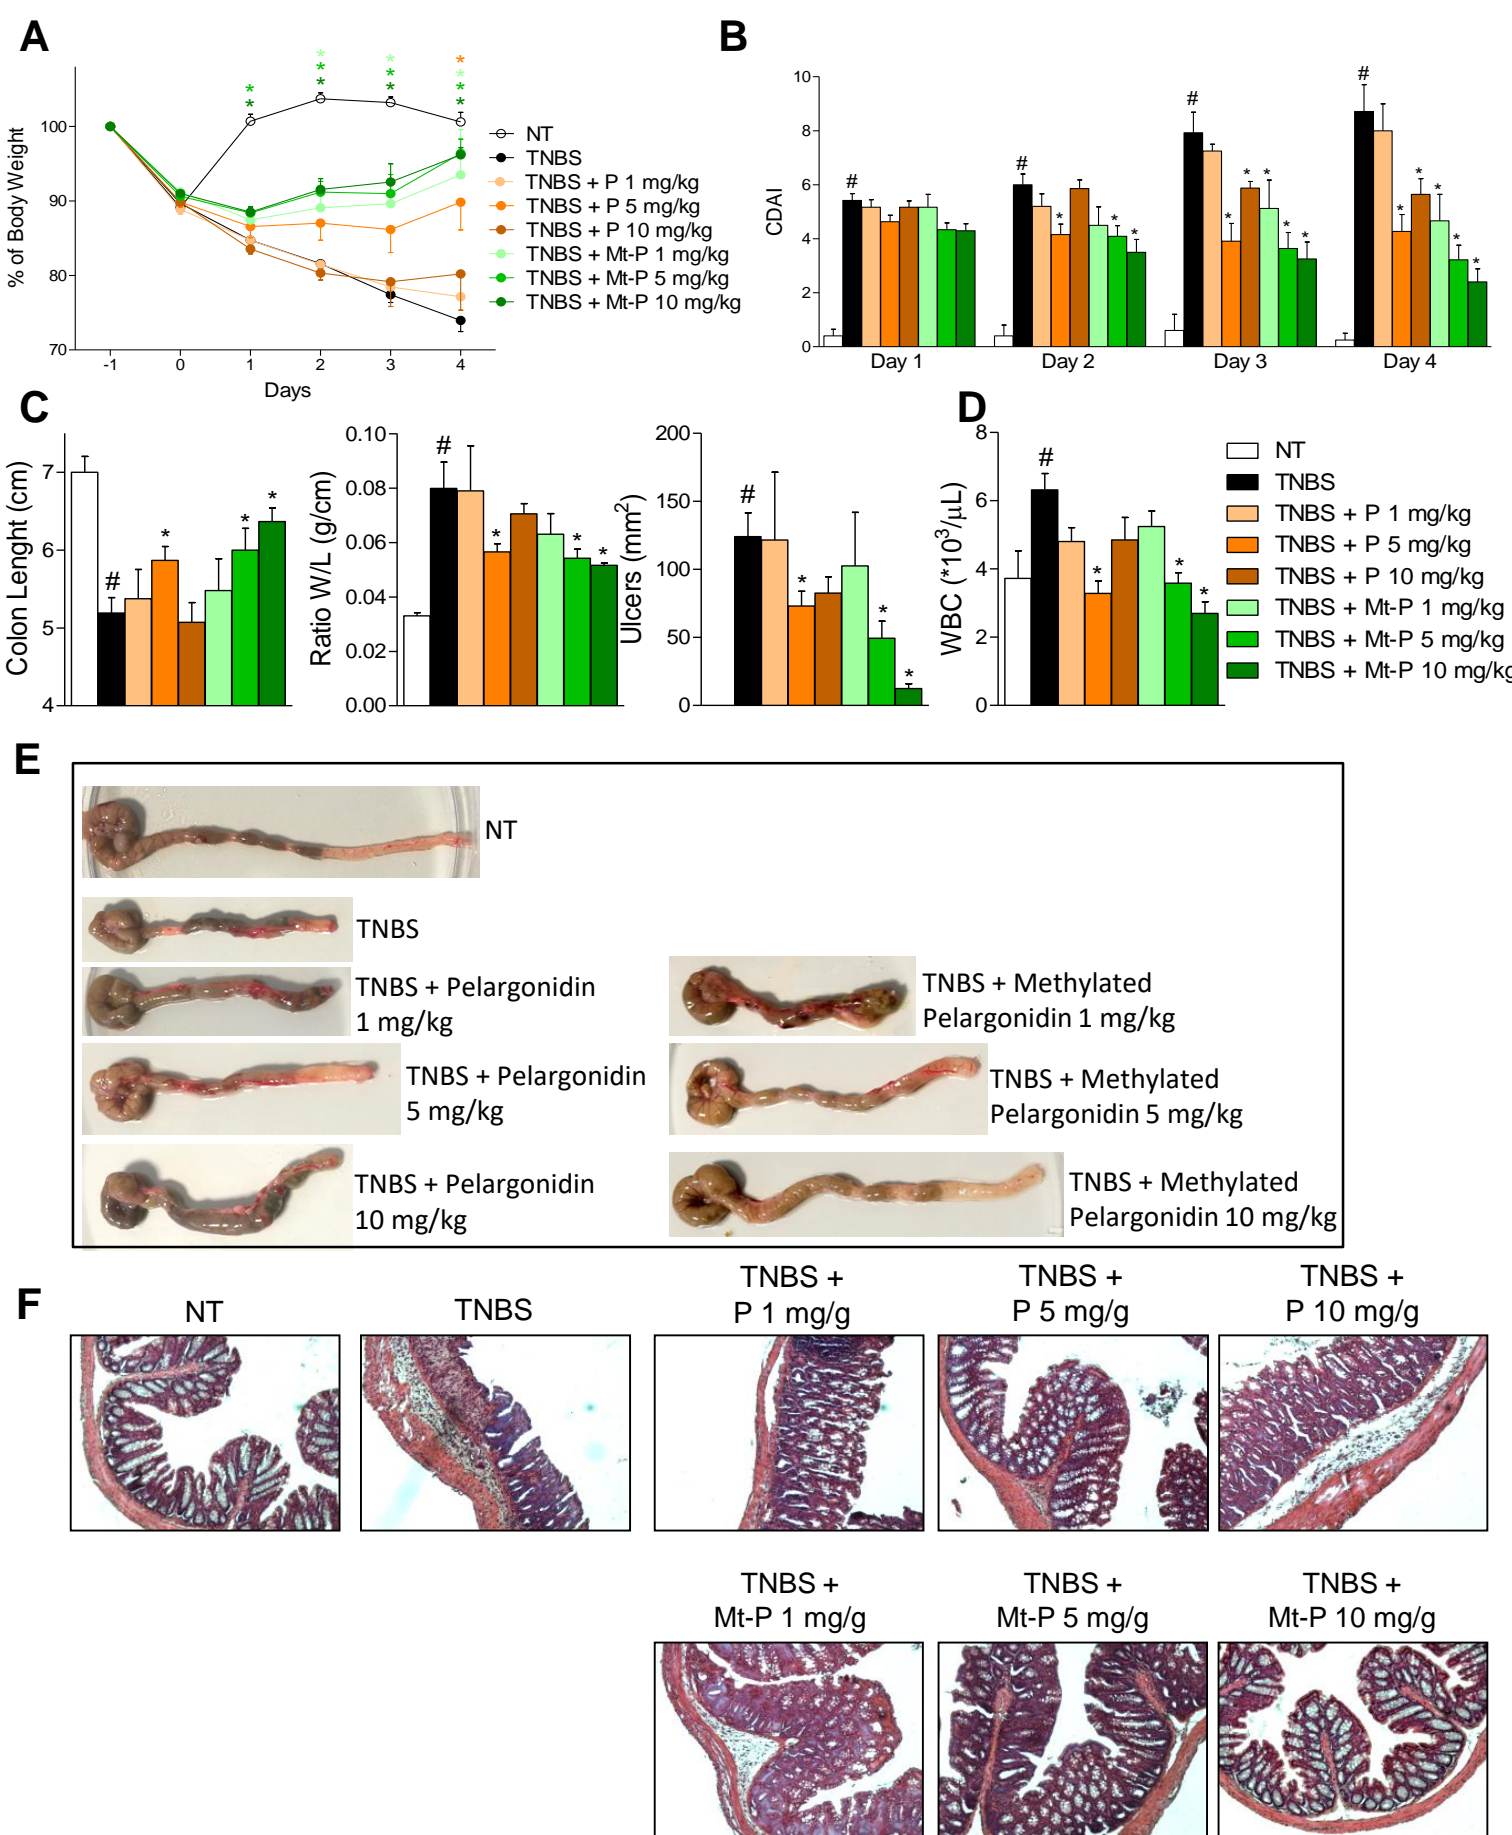 A
% of Body Weight
100
90
80
70
-1 0 1 2 3 4
Days
* *
* * *
* * *
* * * *
NT
TNBS
TNBS + P 1 mg/kg
TNBS + P 5 mg/kg
TNBS + P 10 mg/kg
TNBS + Mt-P 1 mg/kg
TNBS + Mt-P 5 mg/kg
TNBS + Mt-P 10 mg/kg
B
CDAI
10
8
6
4
2
0
# # * * # * * * * * # * * * * *
Day 1 Day 2 Day 3 Day 4
C
Colon Lenght (cm)
7
6
5
4
# * * *
Ratio W/L (g/cm)
0.10
0.08
0.06
0.04
0.02
0.00
# * * *
Ulcers (mm2)
200
150
100
50
0
# * * *
D
WBC (*103/μL)
8
6
4
2
0
# * * *
NT
TNBS
TNBS + P 1 mg/kg
TNBS + P 5 mg/kg
TNBS + P 10 mg/kg
TNBS + Mt-P 1 mg/kg
TNBS + Mt-P 5 mg/kg
TNBS + Mt-P 10 mg/kg
E
NT
TNBS
TNBS + Pelargonidin
1 mg/kg
TNBS + Pelargonidin
5 mg/kg
TNBS + Pelargonidin
10 mg/kg
TNBS + Methylated
Pelargonidin 1 mg/kg
TNBS + Methylated
Pelargonidin 5 mg/kg
TNBS + Methylated
Pelargonidin 10 mg/kg
F
NT
TNBS
TNBS +
P 1 mg/g
TNBS +
P 5 mg/g
TNBS +
P 10 mg/g
TNBS +
Mt-P 1 mg/g
TNBS +
Mt-P 5 mg/g
TNBS +
Mt-P 10 mg/g